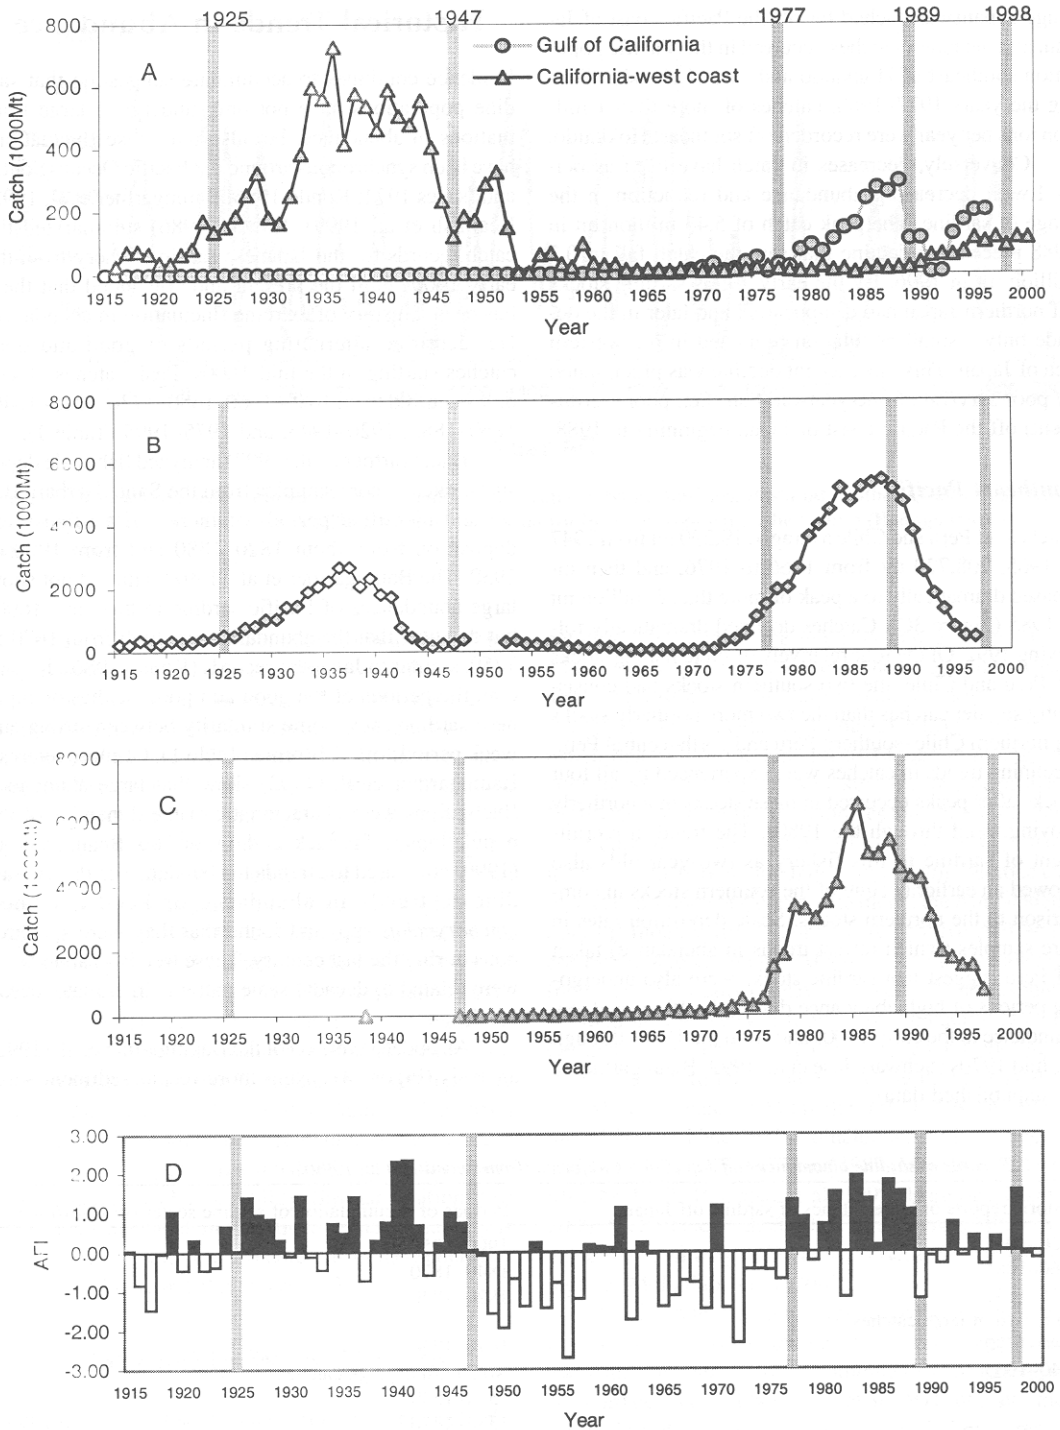 1925 1947 1977 1989 1998
800
600
400
200
0
Catch (1000Mt)
A
Gulf of California
California-west coast
1915 1920 1925 1930 1935 1940 1945 1950 1955 1960 1965 1970 1975 1980 1985 1990 1995 2000
Year
8000
6000
4000
2000
0
Catch (1000Mt)
B
1915 1920 1925 1930 1935 1940 1945 1950 1955 1960 1965 1970 1975 1980 1985 1990 1995 2000
Year
8000
6000
4000
2000
0
Catch (1000Mt)
C
1915 1920 1925 1930 1935 1940 1945 1950 1955 1960 1965 1970 1975 1980 1985 1990 1995 2000
Year
3.00
2.00
1.00
0.00
-1.00
-2.00
-3.00
D
1915 1920 1925 1930 1935 1940 1945 1950 1955 1960 1965 1970 1975 1980 1985 1990 1995 2000
Year